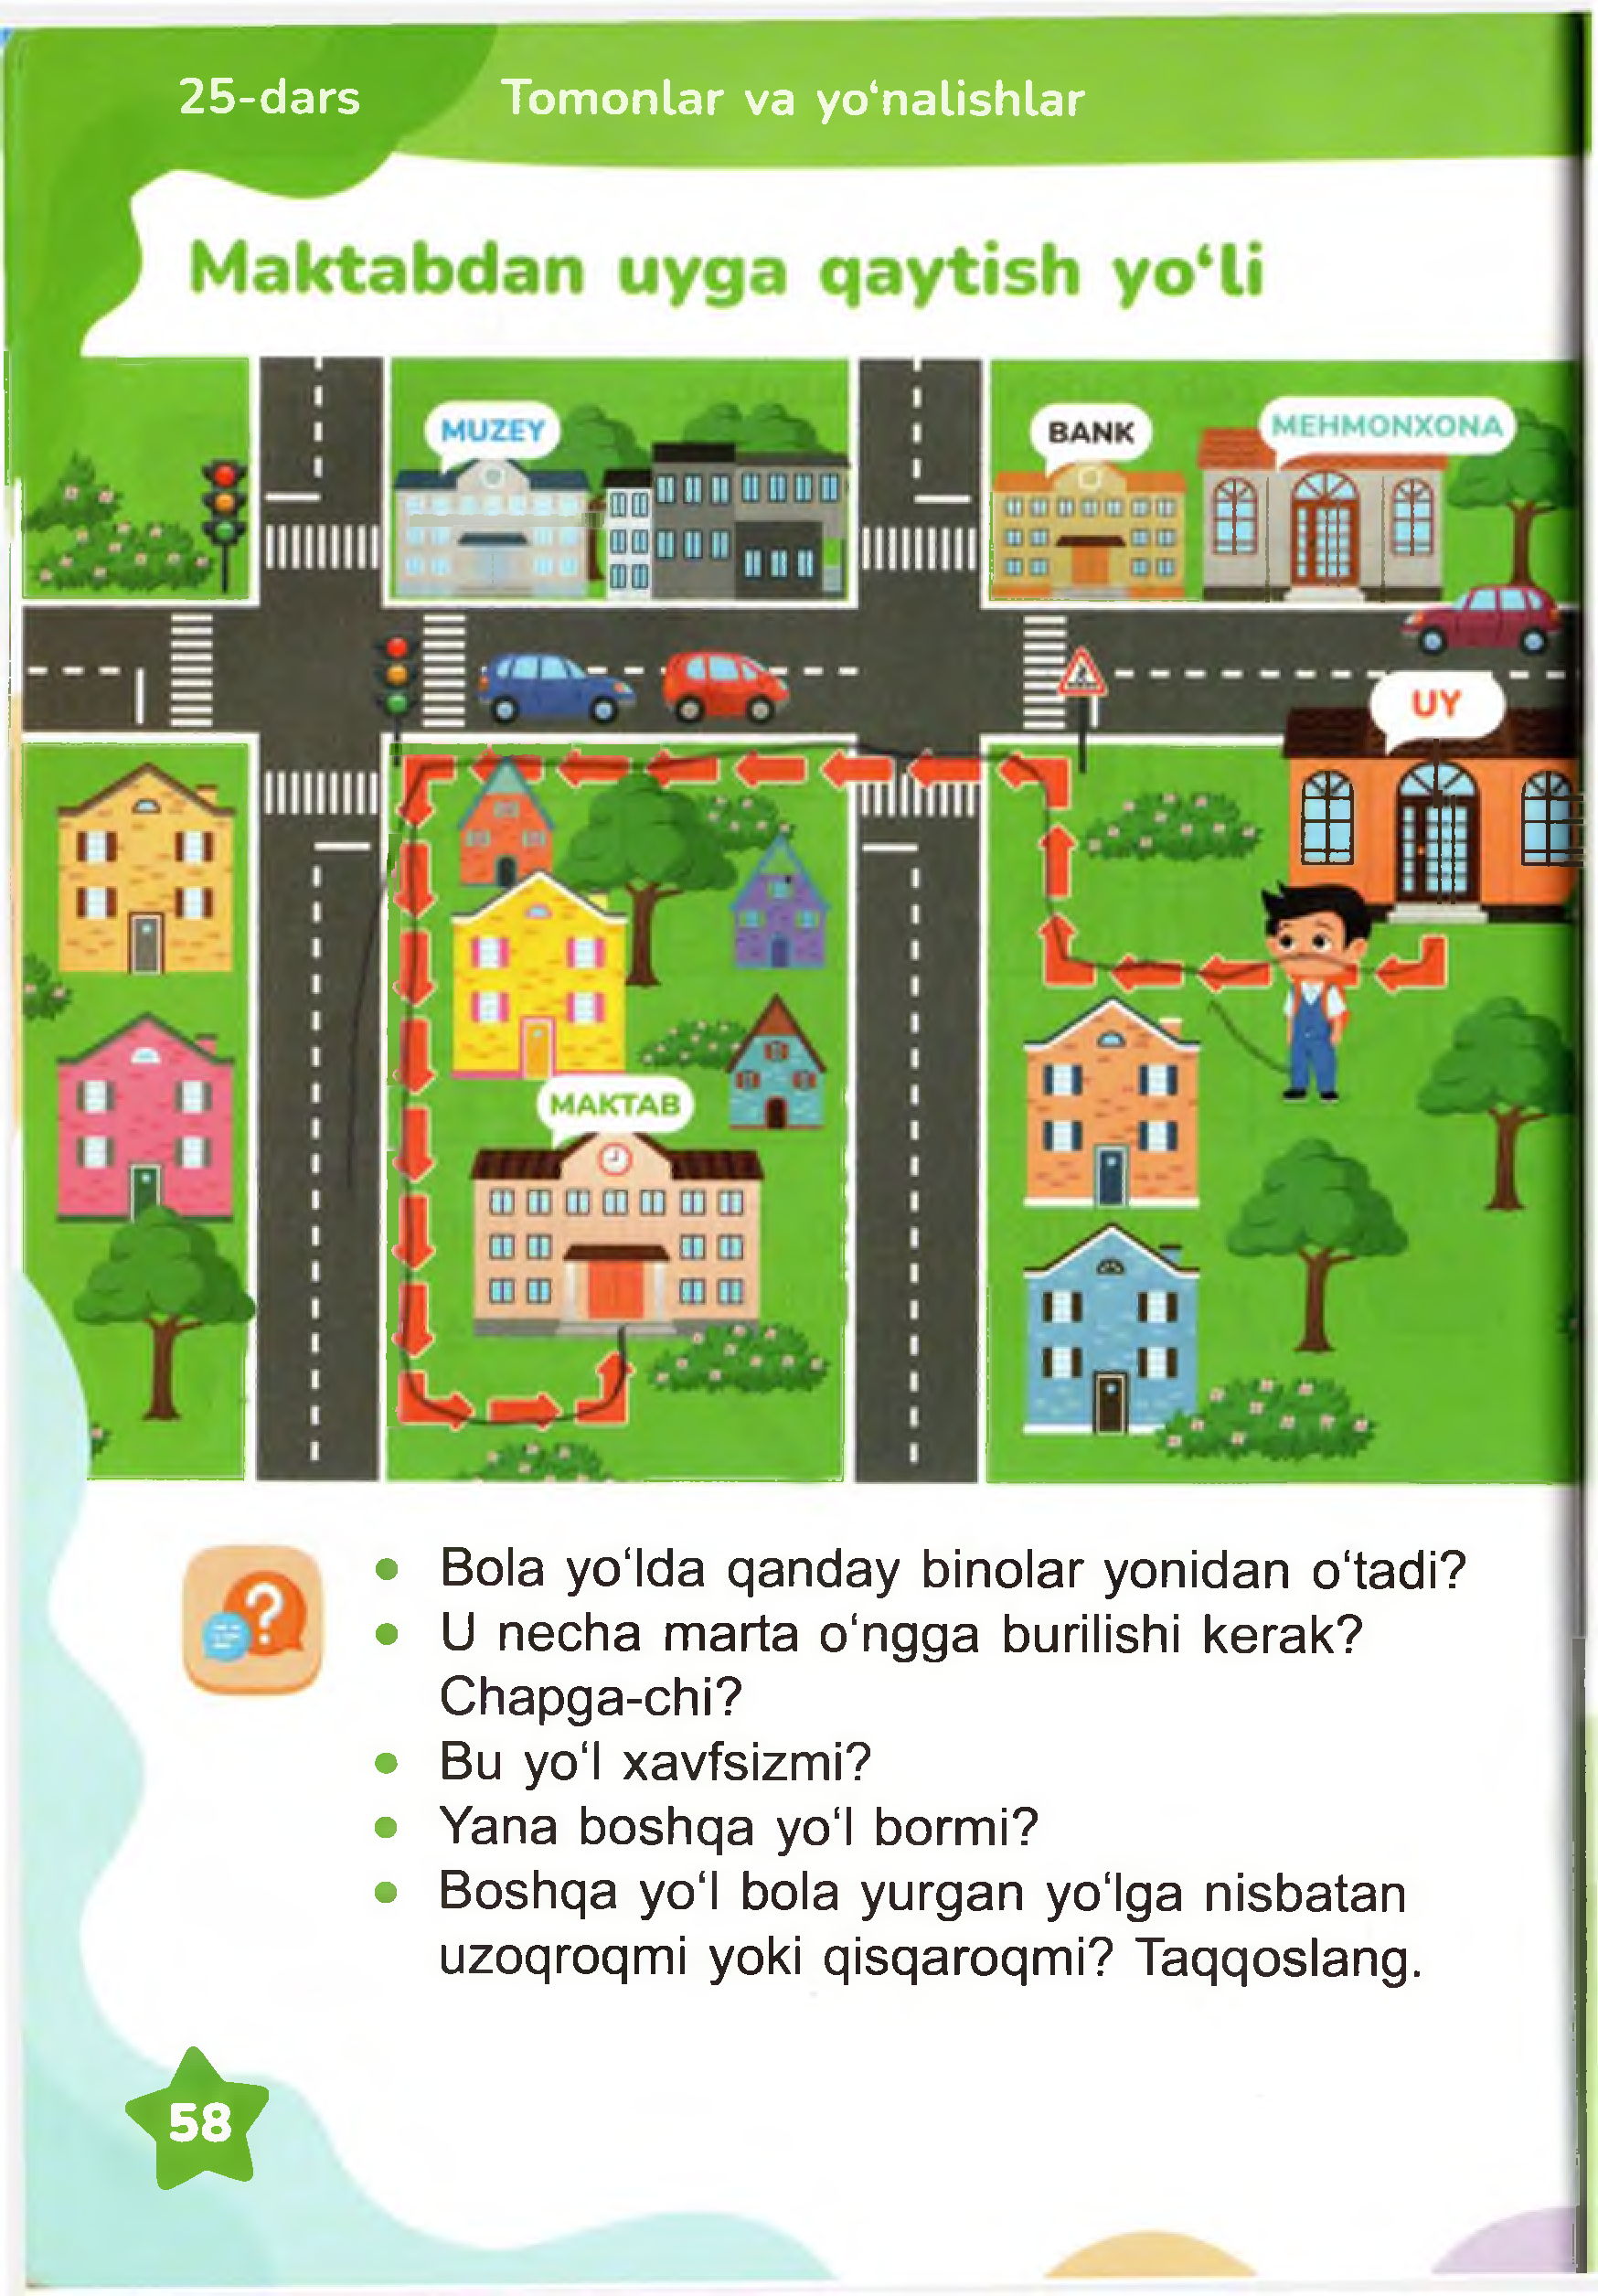 25-dars Tomonlar va yo‘nalishlar
Maktabdan uyga qaytish yo‘li
MUZEY
BANK
MEHMONXONA
UY
MAKTAB
Bola yo‘lda qanday binolar yonidan o‘tadi?
U necha marta o‘ngga burilishi kerak?
Chapga-chi?
Bu yo‘l xavfsizmi?
Yana boshqa yo‘l bormi?
Boshqa yo‘l bola yurgan yo‘lga nisbatan
uzoqroqmi yoki qisqaroqmi? Taqqoslang.
58